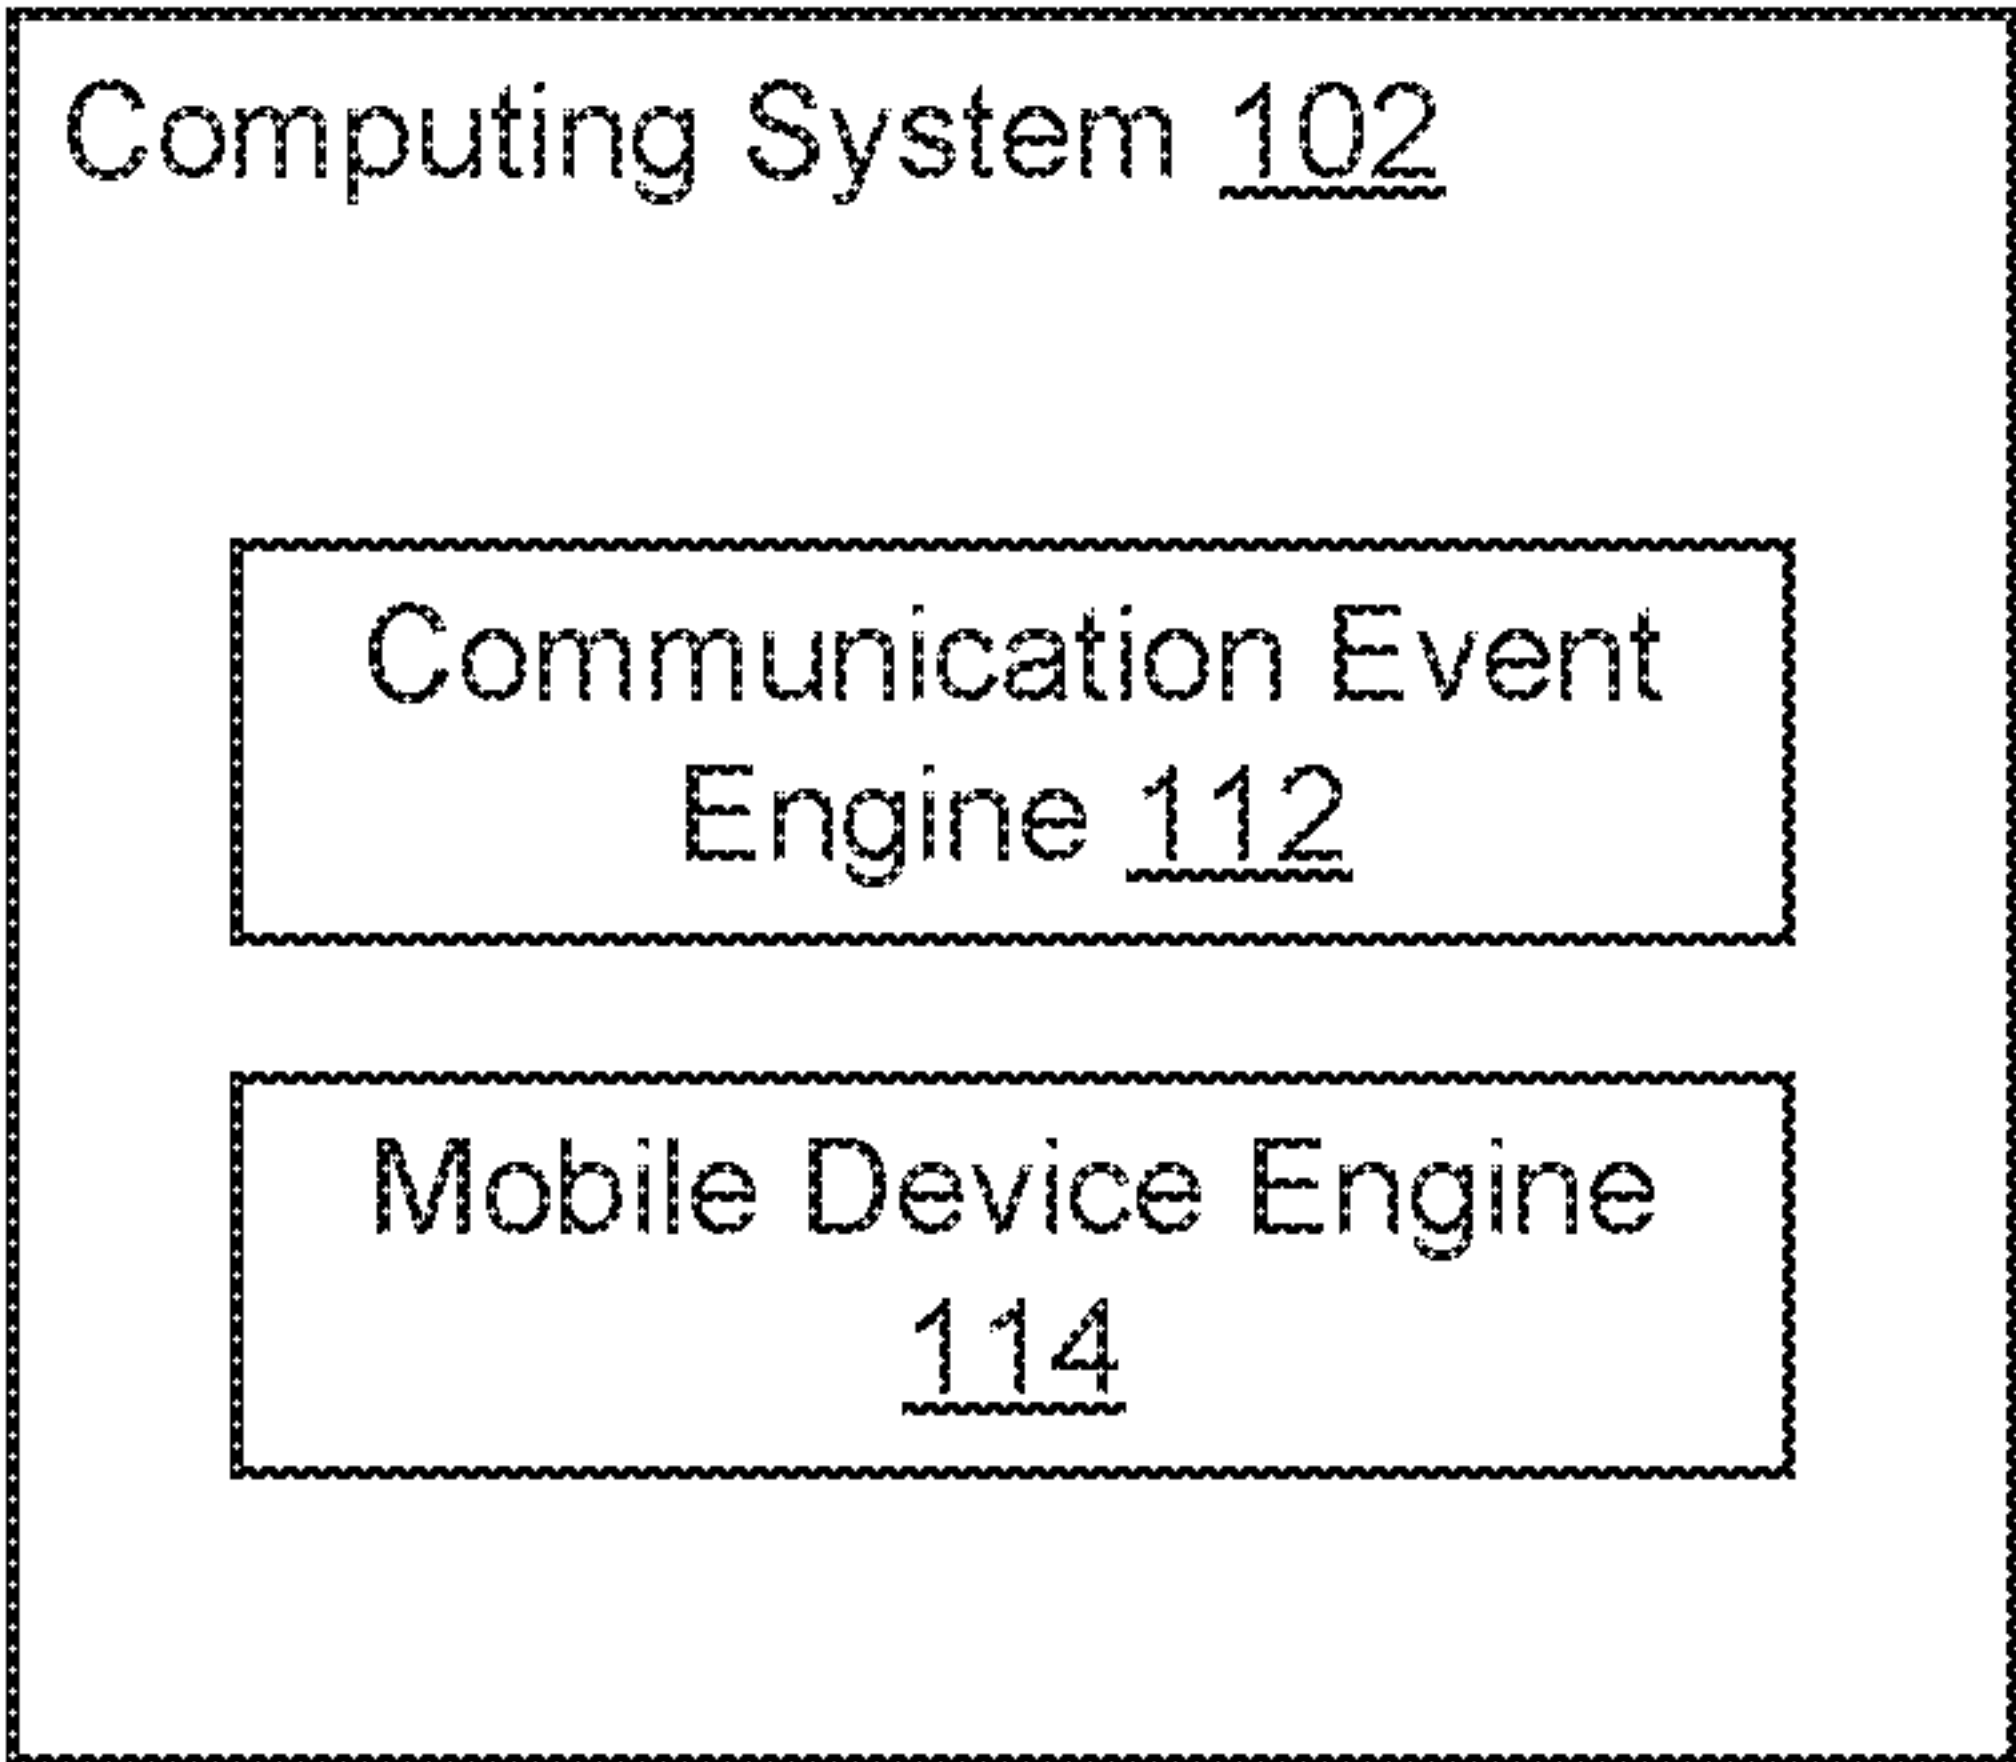 Computing System 102
Communication Event
Engine 112
Mobile Device Engine
114